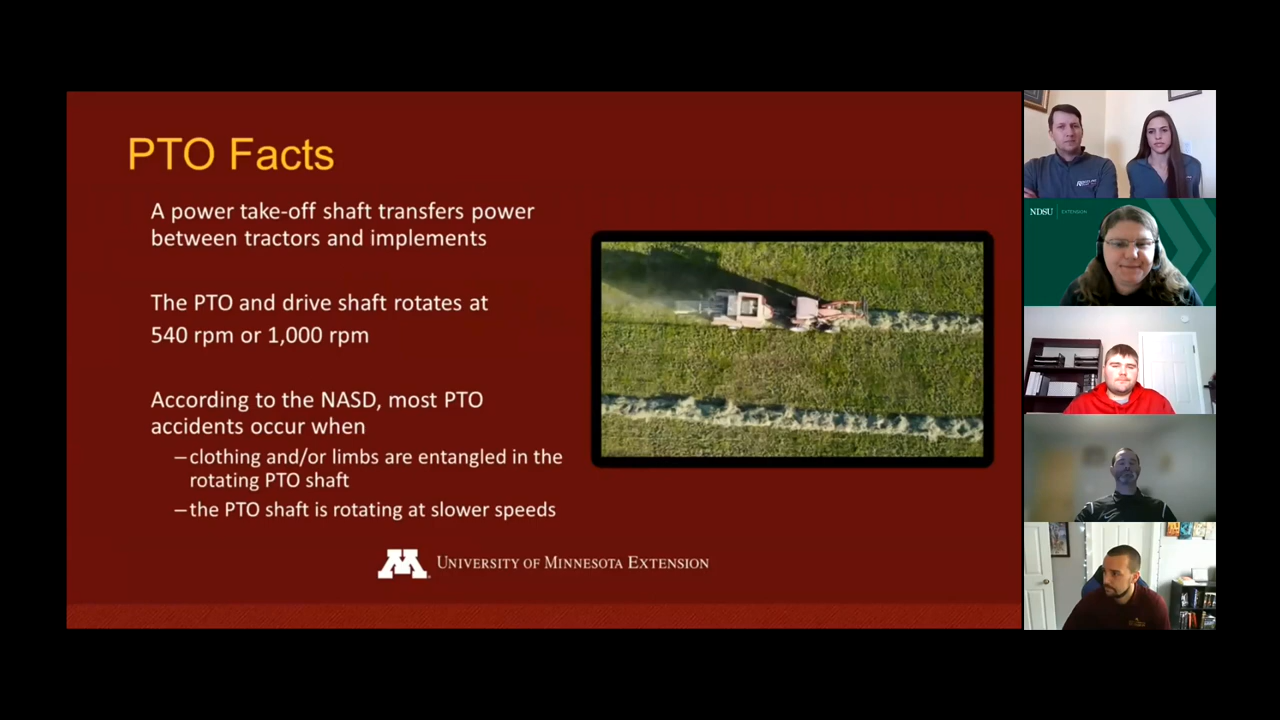 PTO Facts
A power take-off shaft transfers power
between tractors and implements
The PTO and drive shaft rotates at
540 rpm or 1,000 rpm
According to the NASD, most PTO
accidents occur when
–clothing and/or limbs are entangled in the
rotating PTO shaft
–the PTO shaft is rotating at slower speeds
M
UNIVERSITY OF MINNESOTA EXTENSION
NDSU EXTENSION